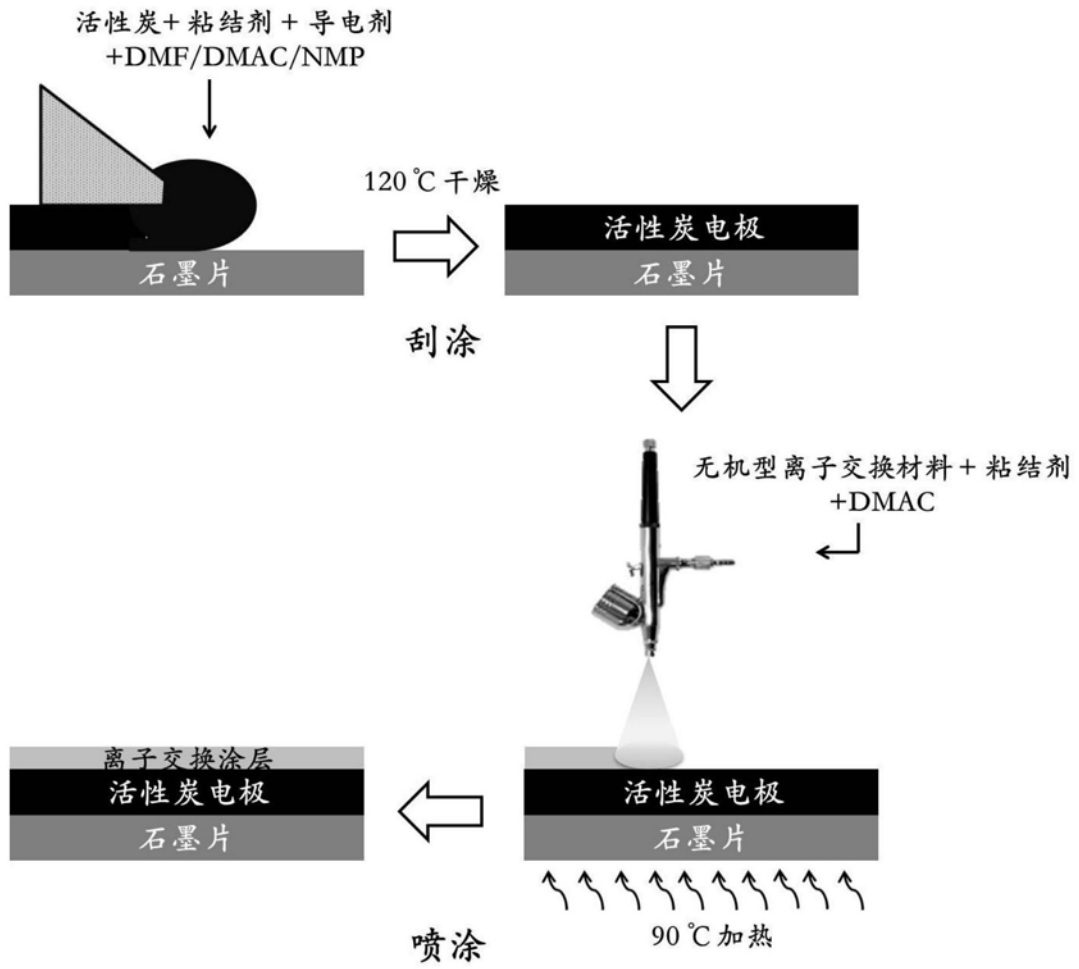 活性炭+粘结剂+导电剂
+DMF/DMAC/NMP
120℃干燥
石墨片
活性炭电极
石墨片
刮涂
无机型离子交换材料+粘结剂
+DMAC
离子交换涂层
活性炭电极
石墨片
活性炭电极
石墨片
90℃加热
喷涂